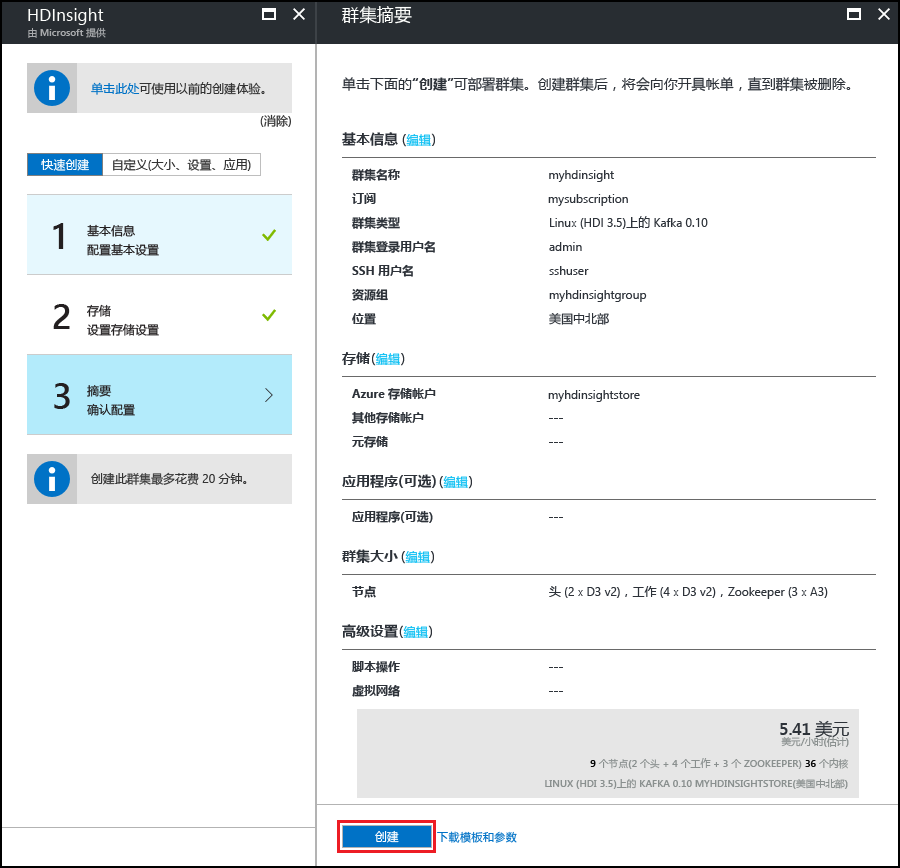 HDInsight
由 Microsoft 提供
单击此处可使用以前的创建体验。
(消除)
快速创建
自定义(大小、设置、应用)
1
基本信息
配置基本设置
2
存储
设置存储设置
3
摘要
确认配置
创建此群集最多花费 20 分钟。
群集摘要
单击下面的“创建”可部署群集。创建群集后，将会向你开具帐单，直到群集被删除。
基本信息 (编辑)
群集名称 myhdinsight
订阅 mysubscription
群集类型 Linux (HDI 3.5)上的 Kafka 0.10
群集登录用户名 admin
SSH 用户名 sshuser
资源组 myhdinsightgroup
位置 美国中北部
存储(编辑)
Azure 存储帐户 myhdinsightstore
其他存储帐户 ---
元存储 ---
应用程序(可选) (编辑)
应用程序(可选) ---
群集大小 (编辑)
节点 头 (2 x D3 v2)，工作 (4 x D3 v2)，Zookeeper (3 x A3)
高级设置(编辑)
脚本操作 ---
虚拟网络 ---
5.41 美元
美元/小时(估计)
9 个节点(2 个头 + 4 个工作 + 3 个 ZOOKEEPER) 36 个内核
LINUX (HDI 3.5)上的 KAFKA 0.10 MYHDINSIGHTSTORE(美国中北部)
创建
下载模板和参数